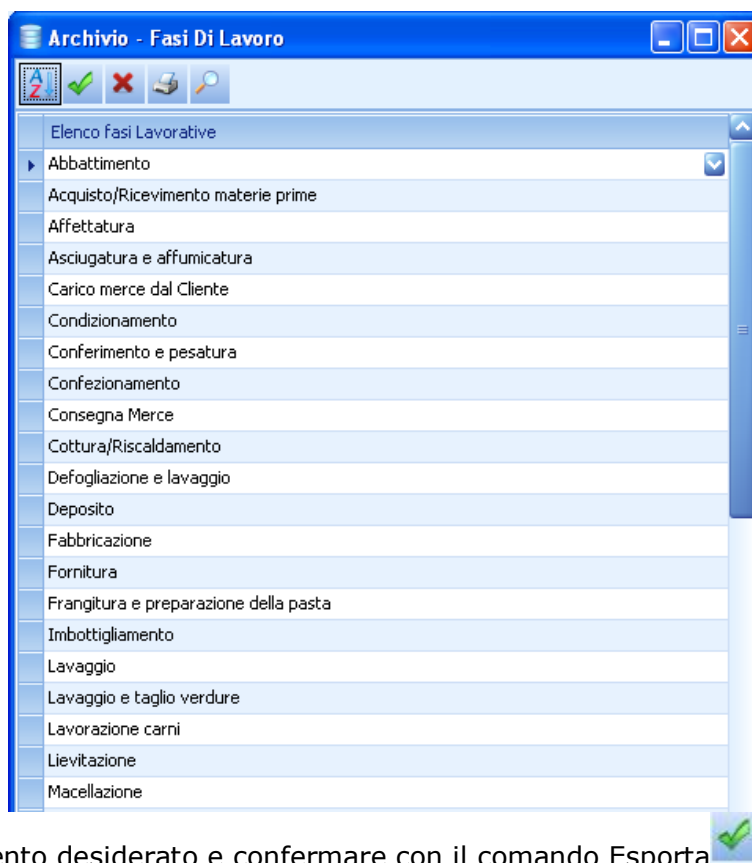 Archivio - Fasi Di Lavoro
A
Z
Elenco fasi Lavorative
Abbattimento
Acquisto/Ricevimento materie prime
Affettatura
Asciugatura e affumicatura
Carico merce dal Cliente
Condizionamento
Conferimento e pesatura
Confezionamento
Consegna Merce
Cottura/Riscaldamento
Defogliazione e lavaggio
Deposito
Fabbricazione
Fornitura
Frangitura e preparazione della pasta
Imbottigliamento
Lavaggio
Lavaggio e taglio verdure
Lavorazione carni
Lievitazione
Macellazione
ento desiderato e confermare con il comando Esporta